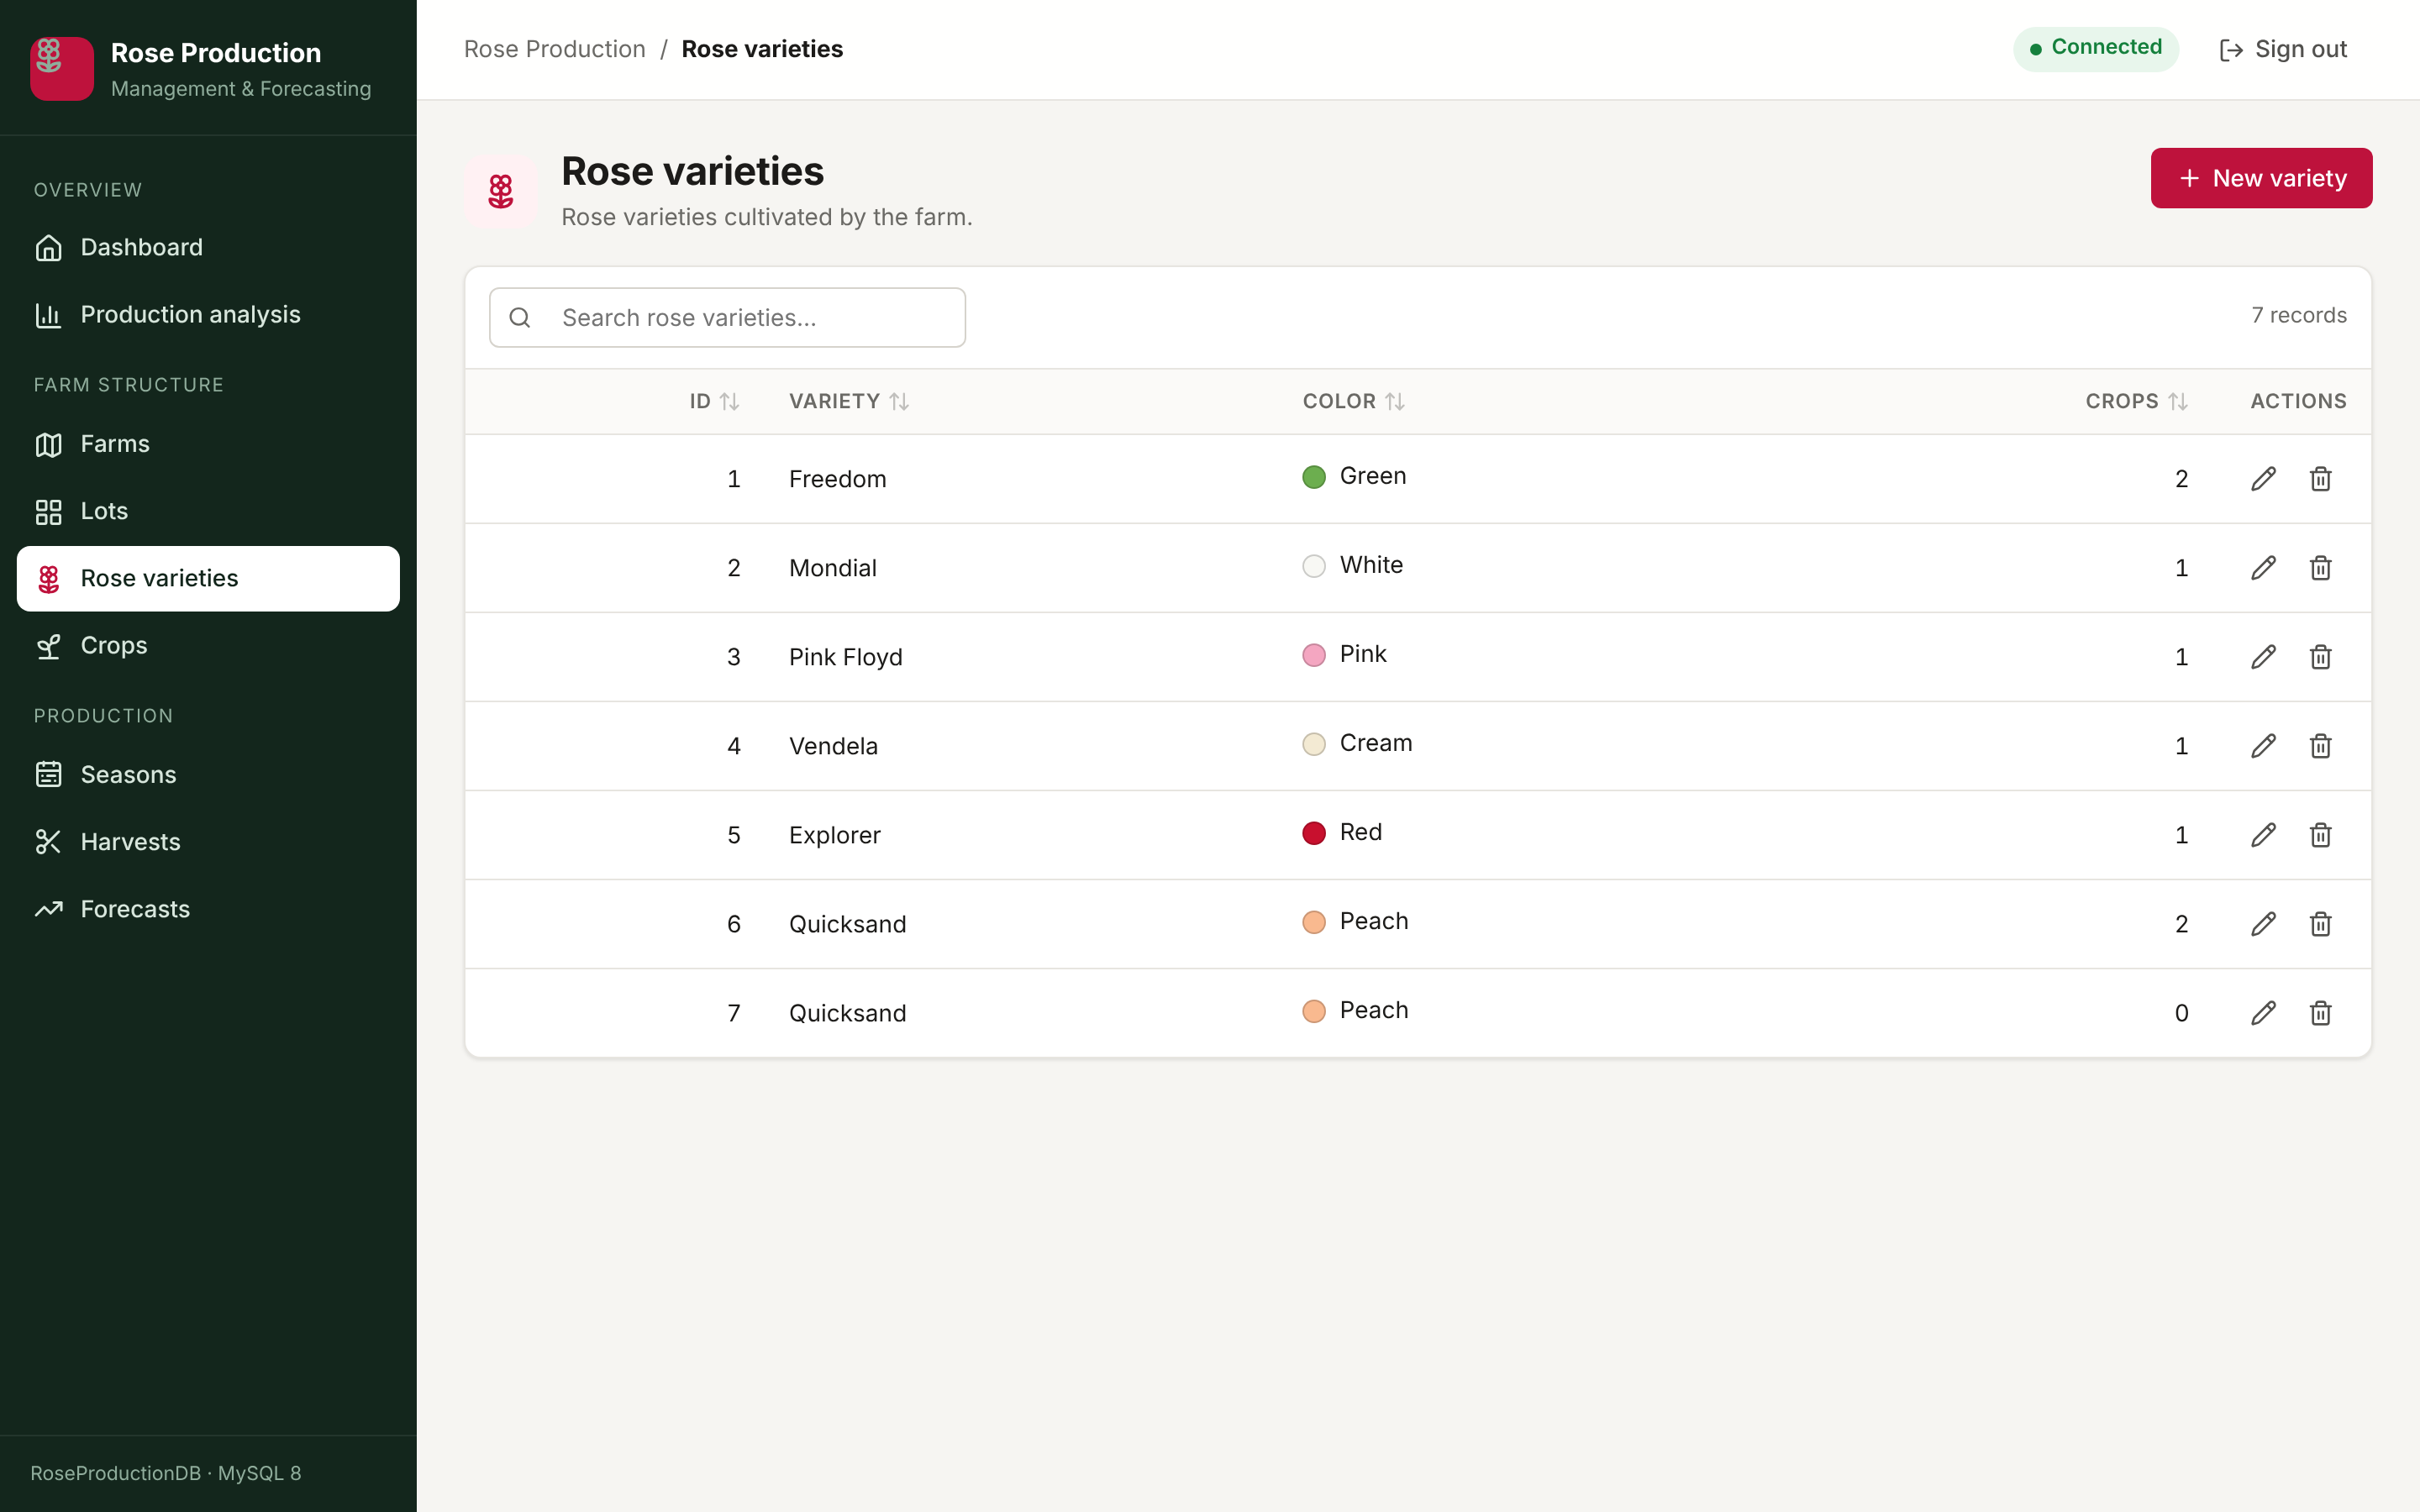 Rose Production
Management & Forecasting
OVERVIEW
Dashboard
Production analysis
FARM STRUCTURE
Farms
Lots
Rose varieties
Crops
PRODUCTION
Seasons
Harvests
Forecasts
RoseProductionDB · MySQL 8
Rose Production / Rose varieties
Connected
Sign out
Rose varieties
Rose varieties cultivated by the farm.
+ New variety
Search rose varieties...
7 records
ID VARIETY COLOR CROPS ACTIONS
1 Freedom Green 2
2 Mondial White 1
3 Pink Floyd Pink 1
4 Vendela Cream 1
5 Explorer Red 1
6 Quicksand Peach 2
7 Quicksand Peach 0